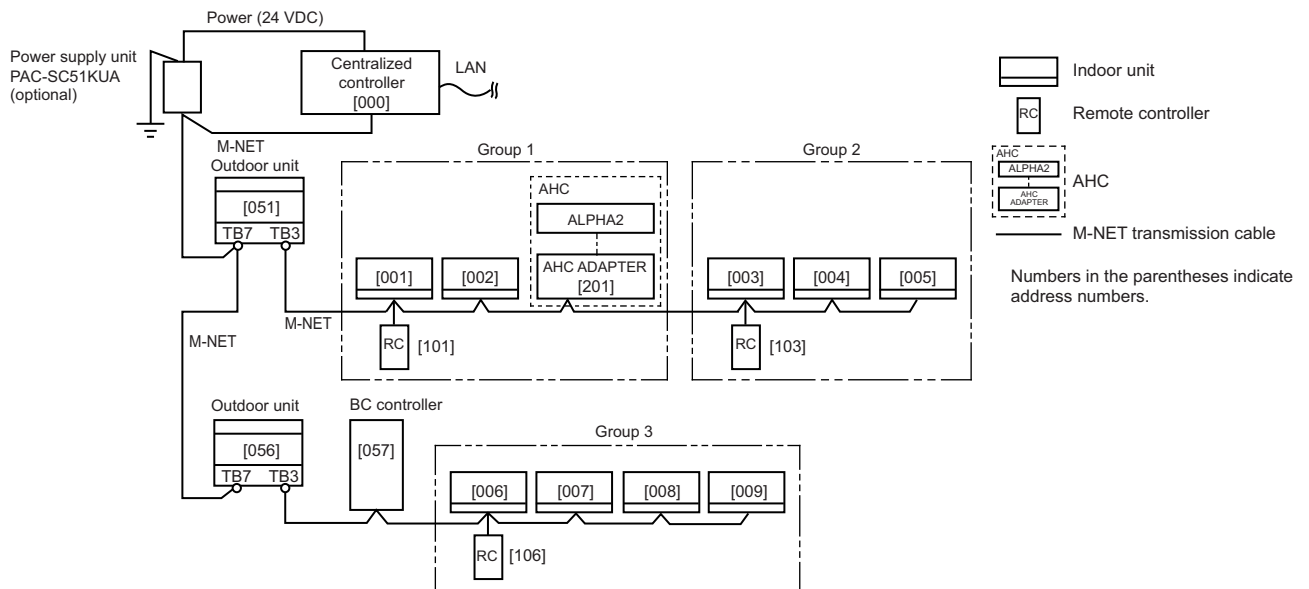 Power (24 VDC)
Power supply unit
PAC-SC51KUA
(optional)
Centralized
controller
[000]
LAN
M-NET
Outdoor unit
[051]
TB7 TB3
M-NET
M-NET
Group 1
AHC
ALPHA2
[001]
[002]
AHC ADAPTER
[201]
RC
[101]
Group 2
[003]
[004]
[005]
RC
[103]
Outdoor unit
[056]
TB7 TB3
BC controller
[057]
Group 3
[006]
[007]
[008]
[009]
RC
[106]
Indoor unit
RC
Remote controller
AHC
ALPHA2
AHC
ADAPTER
AHC
M-NET transmission cable
Numbers in the parentheses indicate
address numbers.